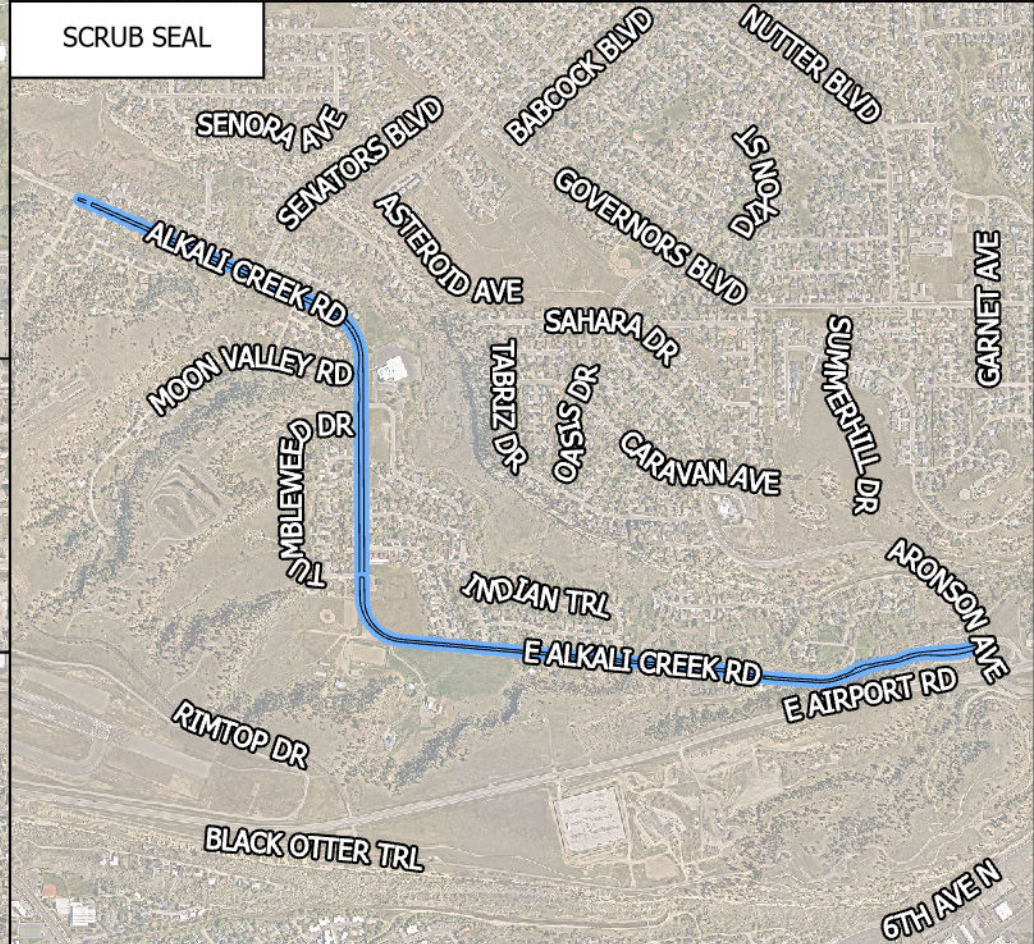 SCRUB SEAL
NUTTER BLVD
BABCOCK BLVD
SENORA AVE
SENATORS BLVD
DIXON ST
GOVERNORS BLVD
ASTEROID AVE
ALKALI CREEK RD
GARNET AVE
SAHARA DR
SUMMERHILL DR
MOON VALLEY RD
TABRIZ DR
OASIS DR
TUMBLEWEED DR
CARAVAN AVE
ARONSON AVE
INDIAN TRL
E ALKALI CREEK RD
E AIRPORT RD
RIMTOP DR
BLACK OTTER TRL
6TH AVE N